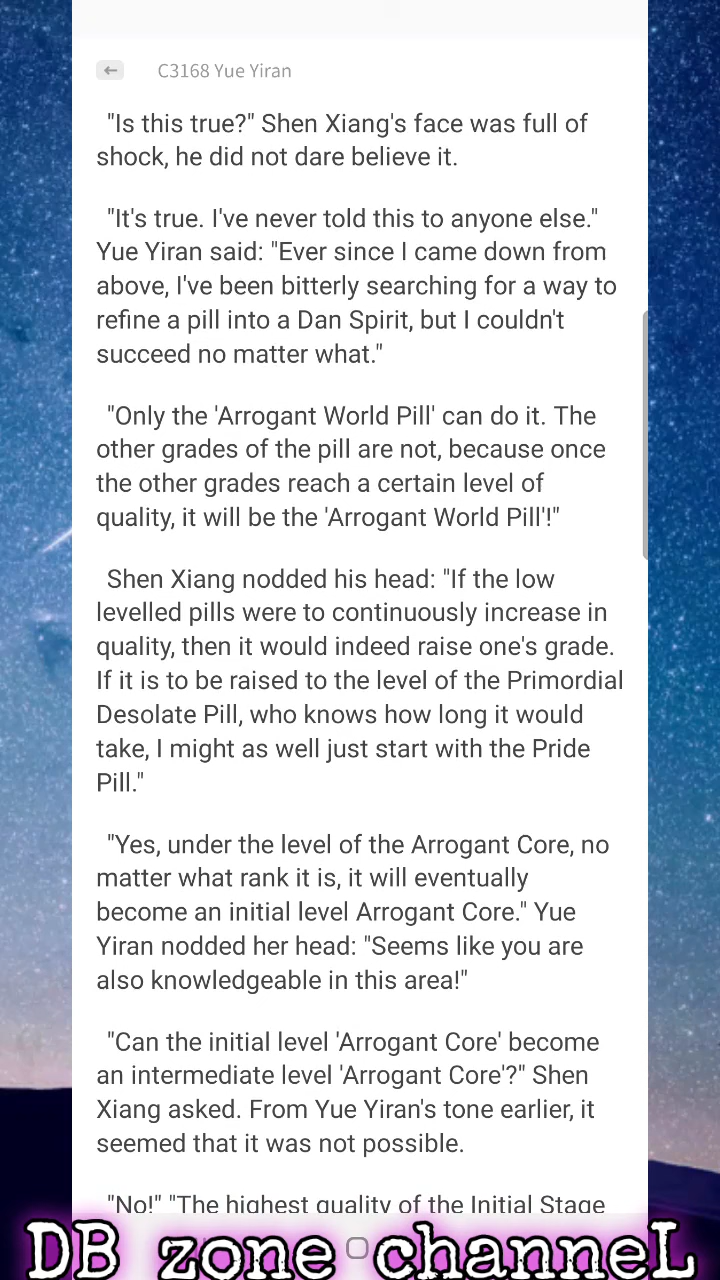 C3168 Yue Yiran
"Is this true?" Shen Xiang's face was full of
shock, he did not dare believe it.
"It's true. I've never told this to anyone else."
Yue Yiran said: "Ever since I came down from
above, I've been bitterly searching for a way to
refine a pill into a Dan Spirit, but I couldn't
succeed no matter what."
"Only the 'Arrogant World Pill' can do it. The
other grades of the pill are not, because once
the other grades reach a certain level of
quality, it will be the 'Arrogant World Pill'!"
Shen Xiang nodded his head: "If the low
levelled pills were to continuously increase in
quality, then it would indeed raise one's grade.
If it is to be raised to the level of the Primordial
Desolate Pill, who knows how long it would
take, I might as well just start with the Pride
Pill."
"Yes, under the level of the Arrogant Core, no
matter what rank it is, it will eventually
become an initial level Arrogant Core." Yue
Yiran nodded her head: "Seems like you are
also knowledgeable in this area!"
"Can the initial level 'Arrogant Core' become
an intermediate level 'Arrogant Core'?" Shen
Xiang asked. From Yue Yiran's tone earlier, it
seemed that it was not possible.
"No!" "The highest quality of the Initial Stage
DB zone channeL